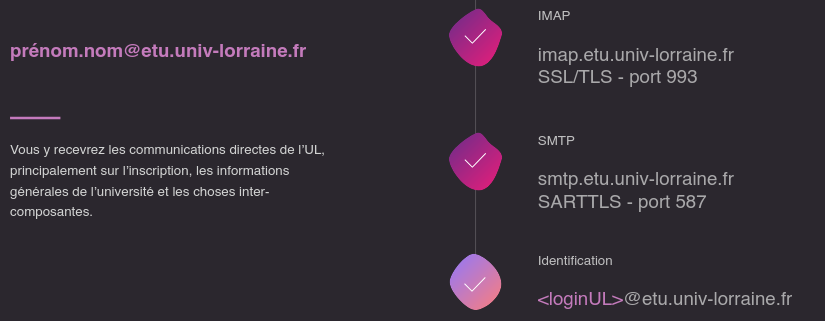 prénom.nom@etu.univ-lorraine.fr
Vous y recevrez les communications directes de l'UL,
principalement sur l'inscription, les informations
générales de l'université et les choses inter-
composantes.
IMAP
imap.etu.univ-lorraine.fr
SSL/TLS - port 993
SMTP
smtp.etu.univ-lorraine.fr
SARTTLS - port 587
Identification
<loginUL>@etu.univ-lorraine.fr